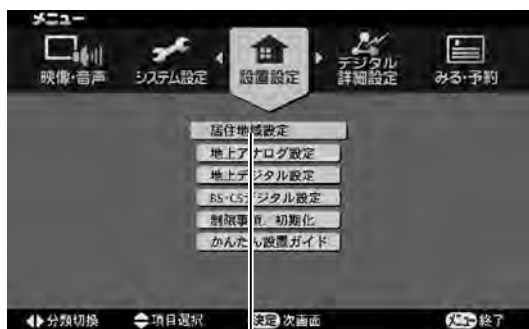 メニュー
映像・音声 システム設定 設置設定 デジタル詳細設定 みる・予約
居住地域設定
地上アナログ設定
地上デジタル設定
BS・CSデジタル設定
制限事項、初期化
かんたん設置ガイド
分類切換 項目選択 決定 次画面 メニュー 終了